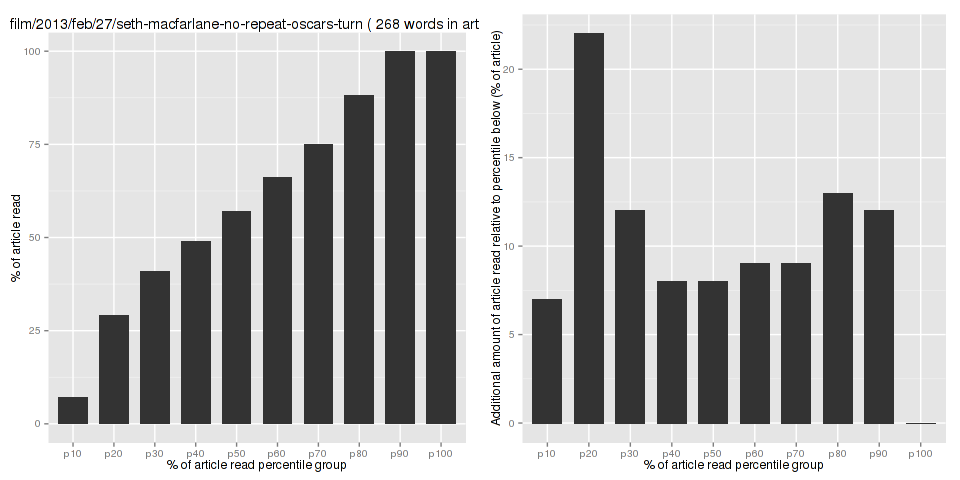 film/2013/feb/27/seth-macfarlane-no-repeat-oscars-turn ( 268 words in art
100
75
50
25
0
% of article read
p10 p20 p30 p40 p50 p60 p70 p80 p90 p100
% of article read percentile group
Additional amount of article read relative to percentile below (% of article)
20
15
10
5
0
p10 p20 p30 p40 p50 p60 p70 p80 p90 p100
% of article read percentile group